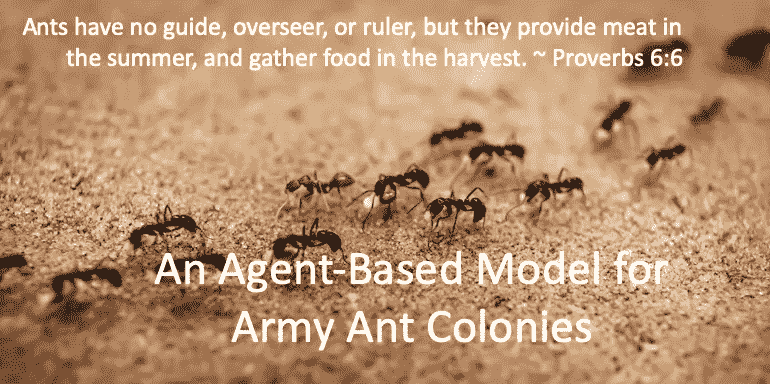 Ants have no guide, overseer, or ruler, but they provide meat in
the summer, and gather food in the harvest. ~ Proverbs 6:6
An Agent-Based Model for
Army Ant Colonies